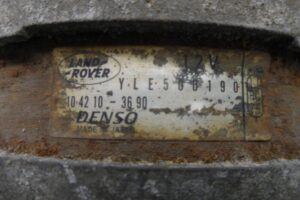 LAND ROVER 12V
YLE500190
104210-3690
DENSO
MADE IN JAPAN